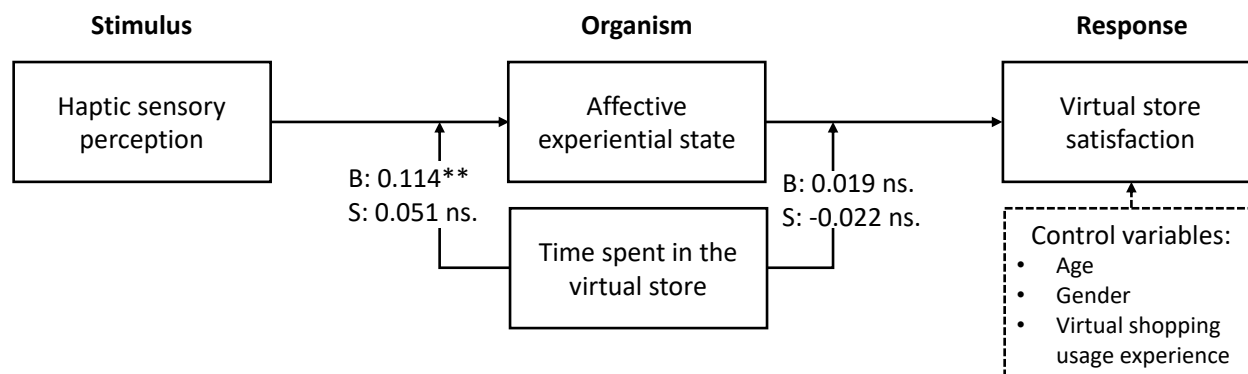 Stimulus
Organism
Response
Haptic sensory
perception
Affective
experiential state
Virtual store
satisfaction
B: 0.114**
S: 0.051 ns.
B: 0.019 ns.
S: -0.022 ns.
Time spent in the
virtual store
Control variables:
• Age
• Gender
• Virtual shopping
usage experience